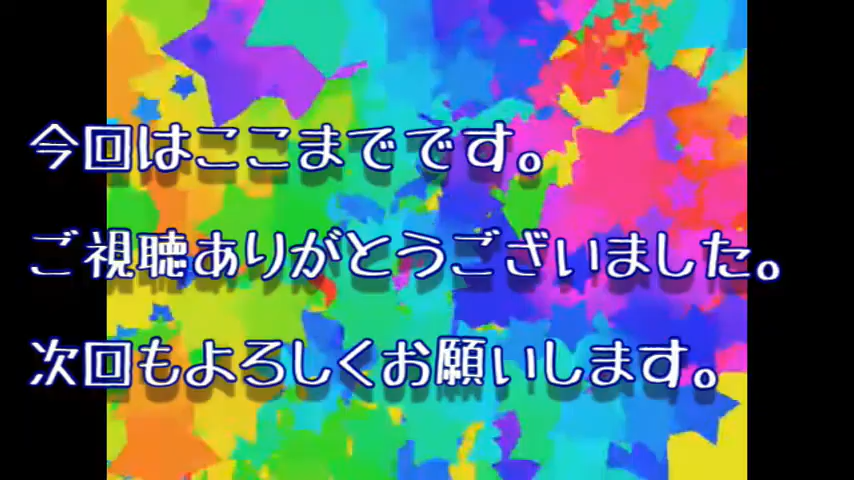 今回はここまでです。
ご視聴ありがとうございました。
次回もよろしくお願いします。